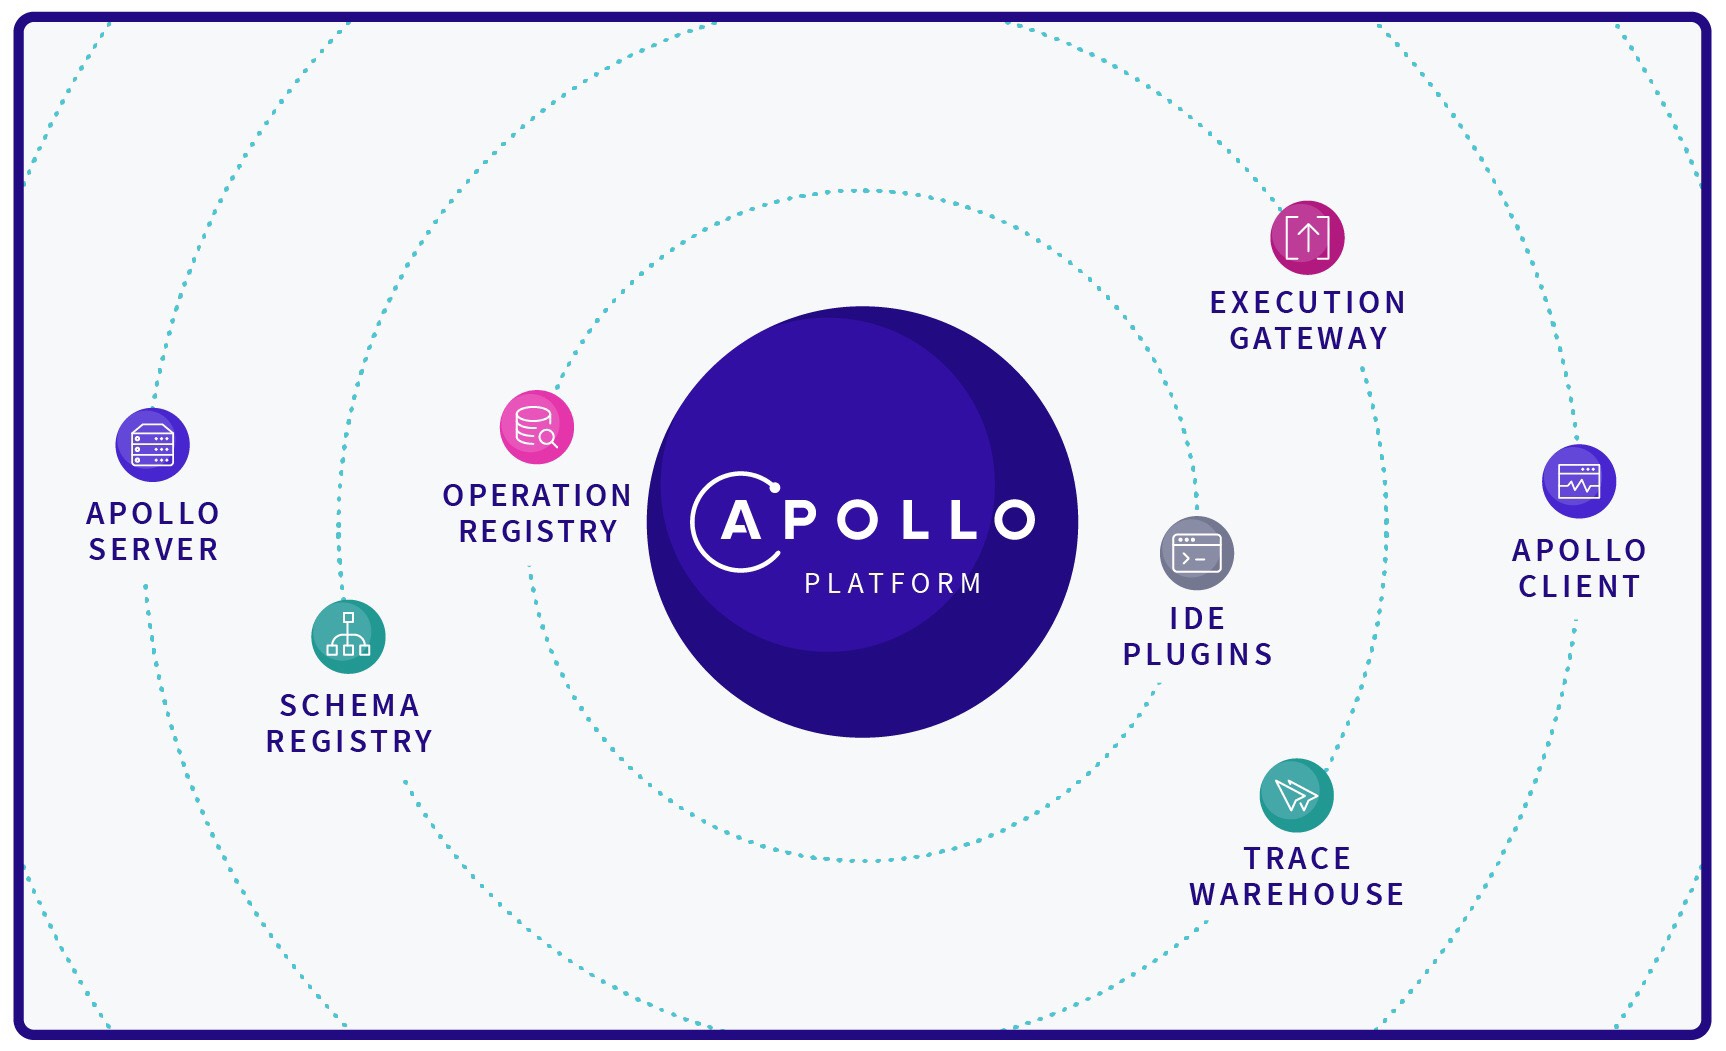 EXECUTION
GATEWAY
APOLLO
SERVER
OPERATION
REGISTRY
APOLLO
PLATFORM
APOLLO
CLIENT
IDE
PLUGINS
SCHEMA
REGISTRY
TRACE
WAREHOUSE